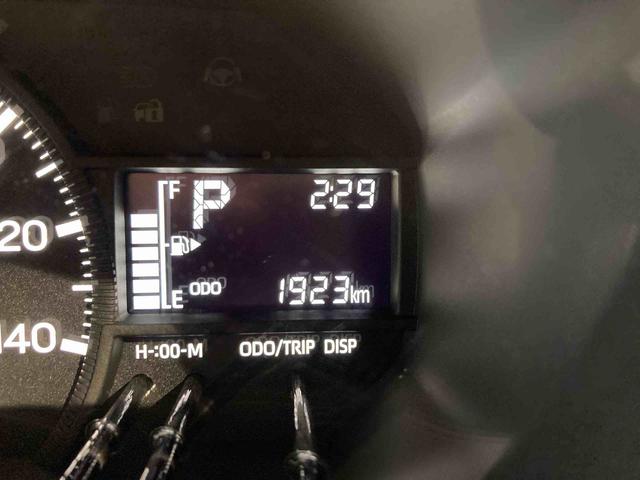 F P 2:29
20
E ODO 1923km
140
H-:00-M ODO/TRIP DISP